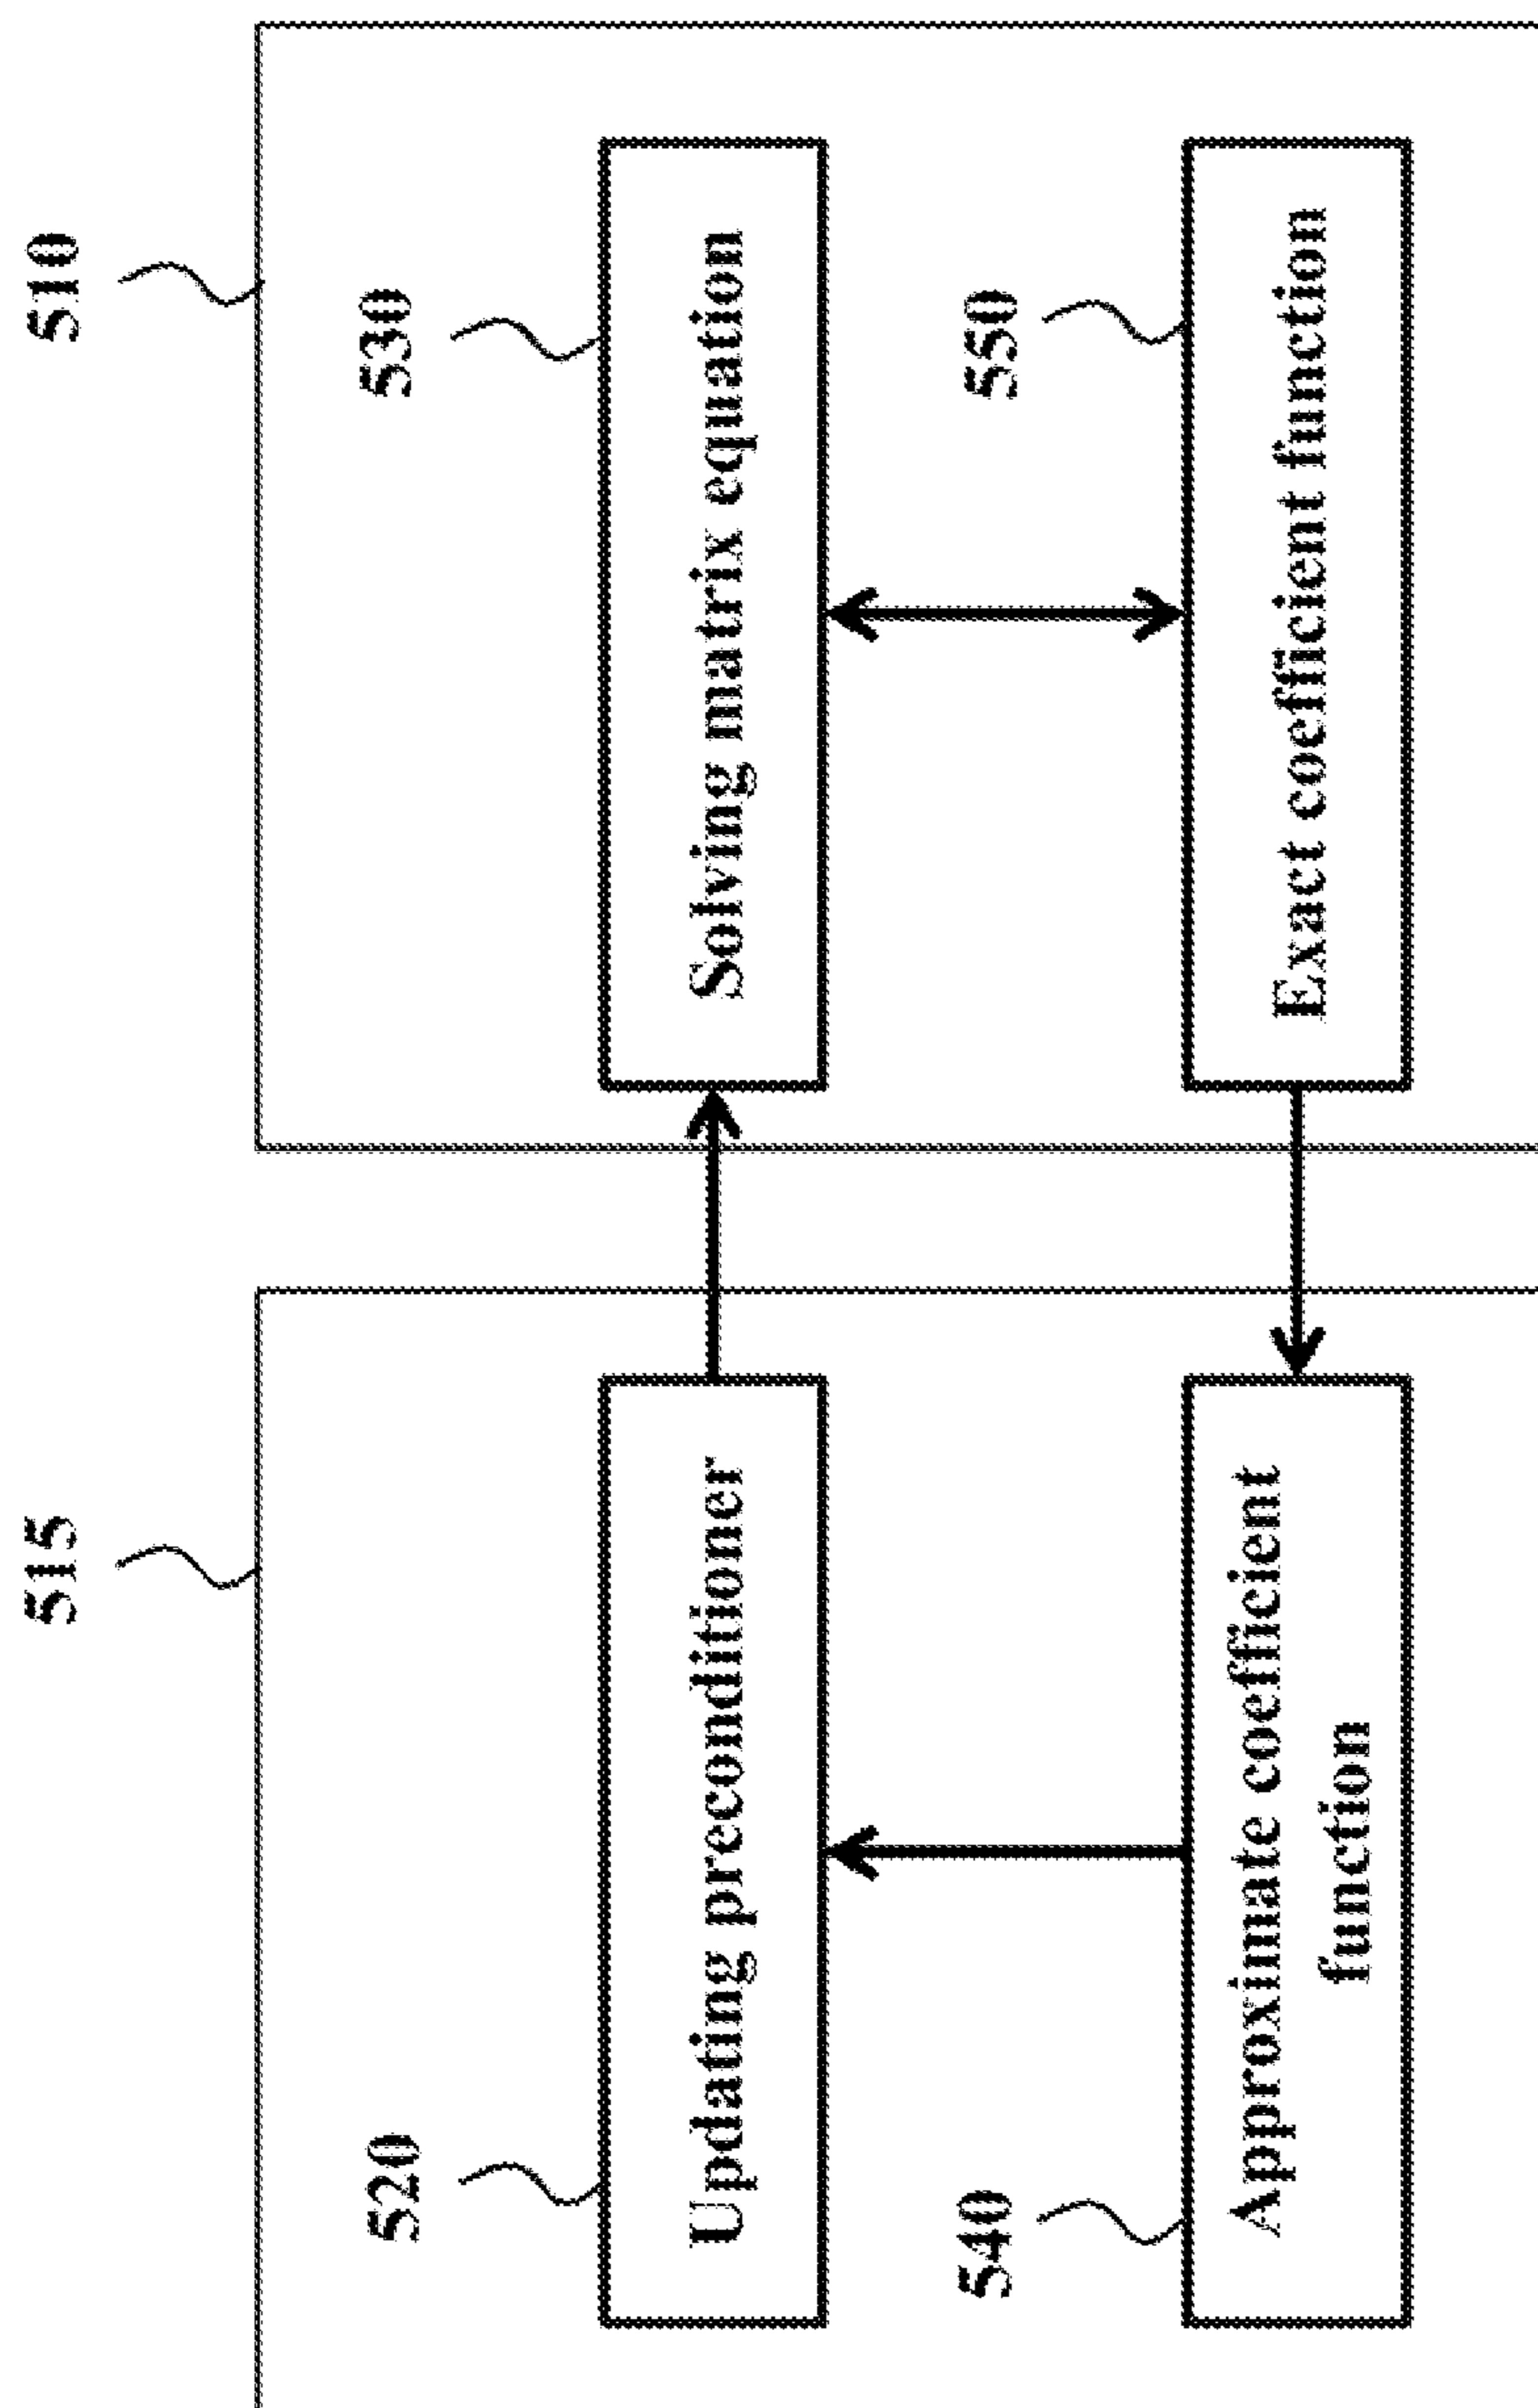 515
510
520
530
Updating preconditioner
Solving matrix equation
540
550
Approximate coefficient
function
Exact coefficient function